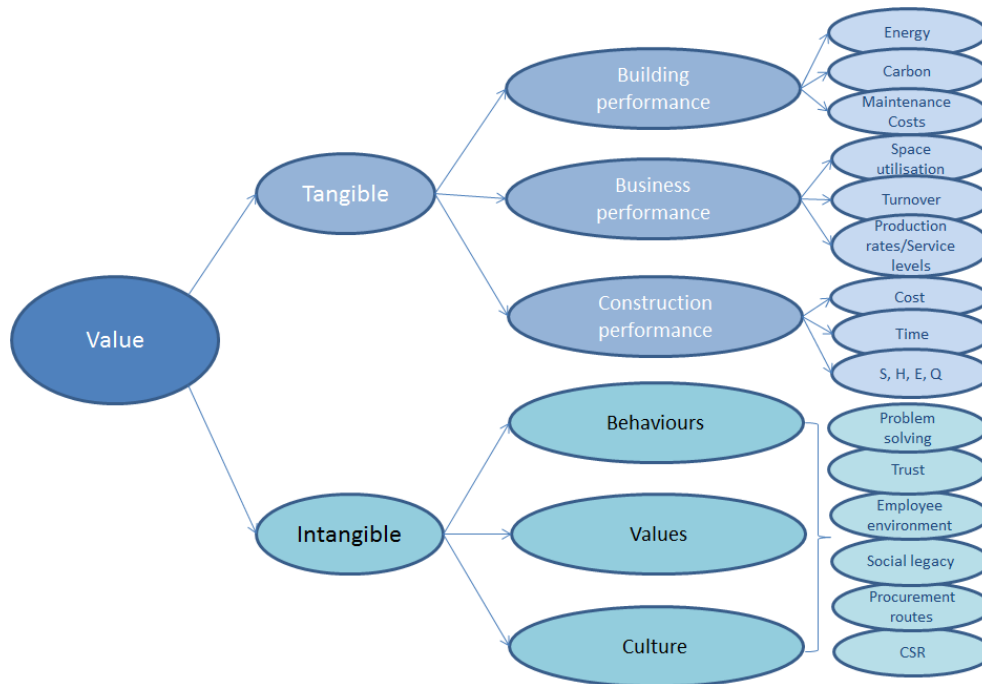 Value
Tangible
Intangible
Building
performance
Business
performance
Construction
performance
Behaviours
Values
Culture
Energy
Carbon
Maintenance
Costs
Space
utilisation
Turnover
Production
rates/Service
levels
Cost
Time
S, H, E, Q
Problem
solving
Trust
Employee
environment
Social legacy
Procurement
routes
CSR